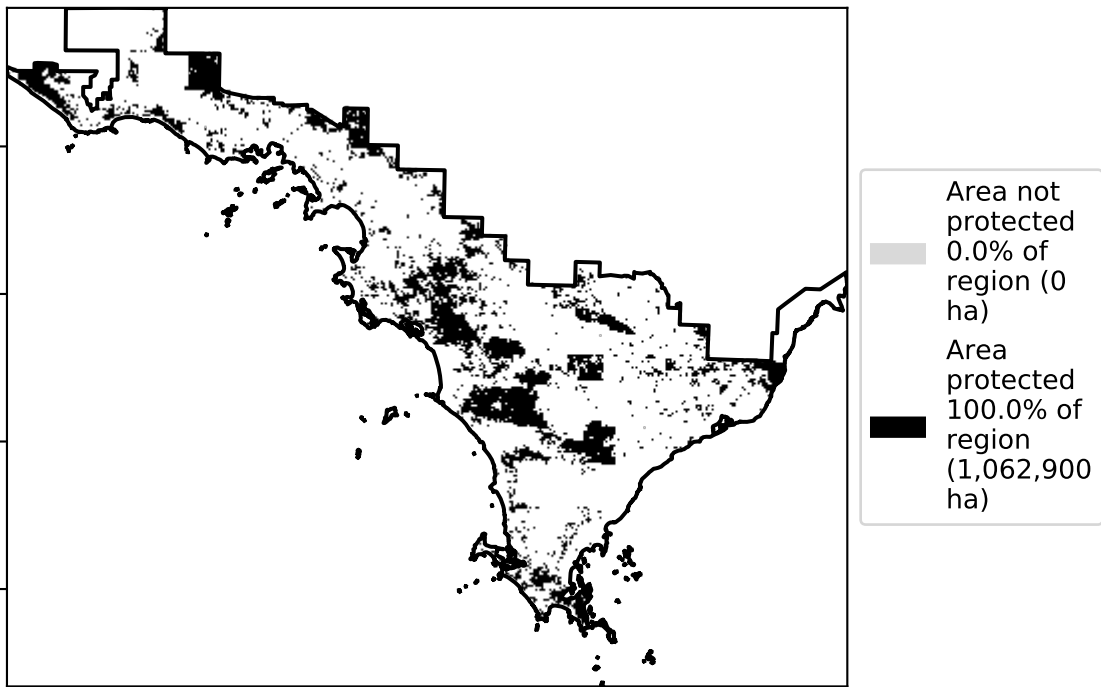 Area not
protected
0.0% of
region (0
ha)
Area
protected
100.0% of
region
(1,062,900
ha)